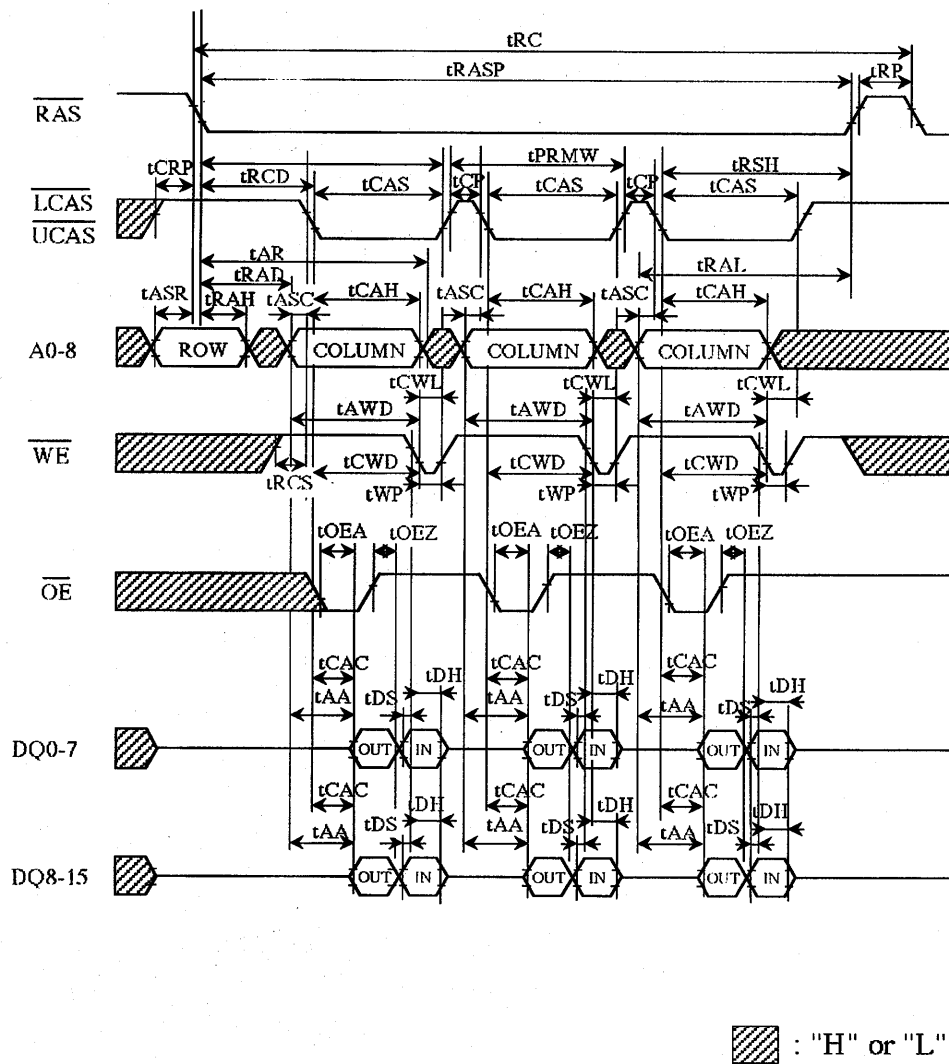 tRC
tRASP
tRP
RAS
tCRP
tRCD
tPRMW
tRSH
tCAS
tCP
tCAS
tCP
tCAS
LCAS
UCAS
tAR
tRAD
tRAL
tASR
tRAH
tASC
tCAH
tASC
tCAH
tASC
tCAH
A0-8
ROW
COLUMN
COLUMN
COLUMN
tCWL
tCWL
tCWL
tAWD
tAWD
tAWD
WE
tRCS
tCWD
tCWD
tCWD
tWP
tWP
tWP
tOEA
tOEZ
tOEA
tOEZ
tOEA
tOEZ
OE
tCAC
tDH
tCAC
tDH
tCAC
tDH
tAA
tDS
tAA
tDS
tAA
tDS
DQ0-7
OUT
IN
OUT
IN
OUT
IN
tCAC
tDH
tCAC
tDH
tCAC
tDH
tAA
tDS
tAA
tDS
tAA
tDS
DQ8-15
OUT
IN
OUT
IN
OUT
IN
: "H" or "L"